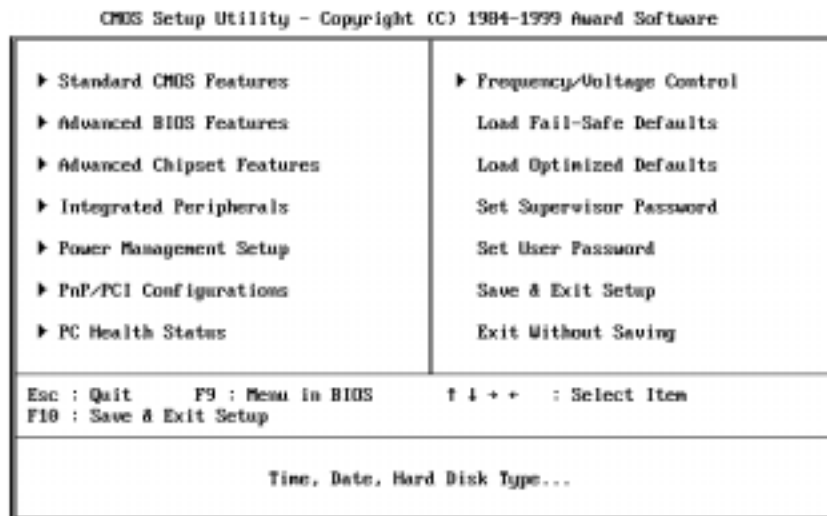 CMOS Setup Utility - Copyright (C) 1984-1999 Award Software
▶ Standard CMOS Features
▶ Advanced BIOS Features
▶ Advanced Chipset Features
▶ Integrated Peripherals
▶ Power Management Setup
▶ PnP/PCI Configurations
▶ PC Health Status
▶ Frequency/Voltage Control
Load Fail-Safe Defaults
Load Optimized Defaults
Set Supervisor Password
Set User Password
Save & Exit Setup
Exit Without Saving
Esc : Quit F9 : Menu in BIOS ↑ ↓ → ← : Select Item
F10 : Save & Exit Setup
Time, Date, Hard Disk Type...